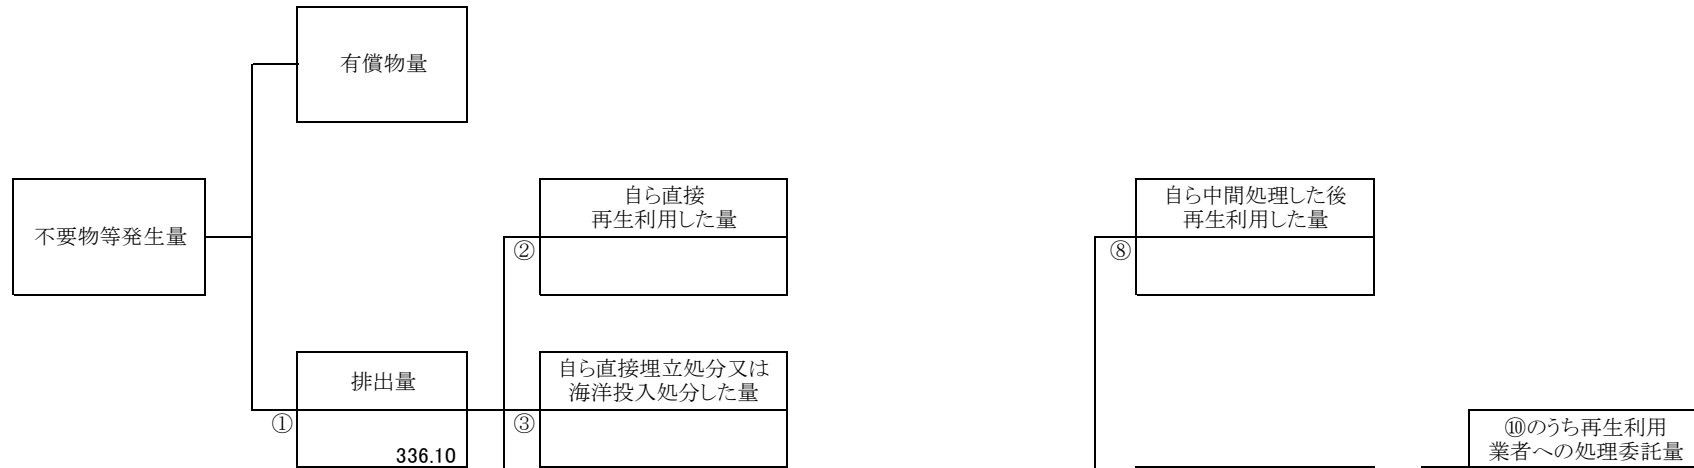 有償物量
不要物等発生量
自ら直接
再生利用した量
②
自ら中間処理した後
再生利用した量
⑧
排出量
①
336.10
自ら直接埋立処分又は
海洋投入処分した量
③
⑩のうち再生利用
業者への処理委託量